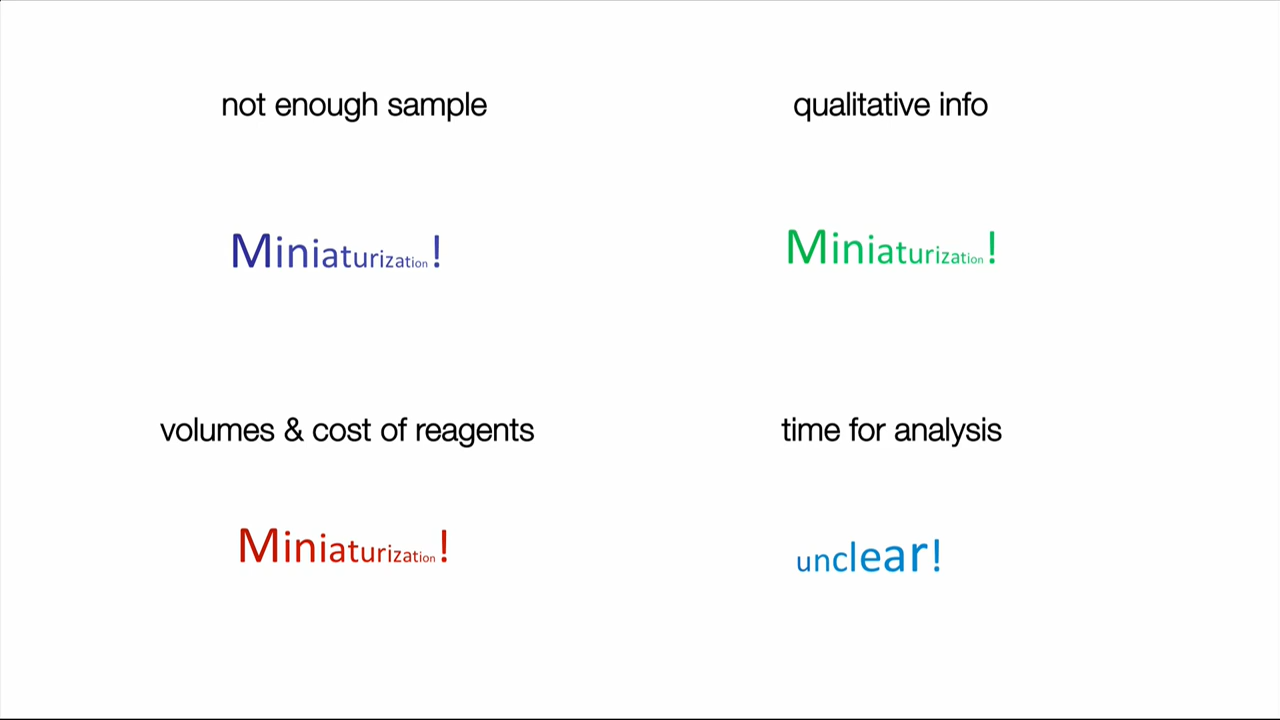 not enough sample
qualitative info
Miniaturization!
Miniaturization!
volumes & cost of reagents
time for analysis
Miniaturization!
unclear!